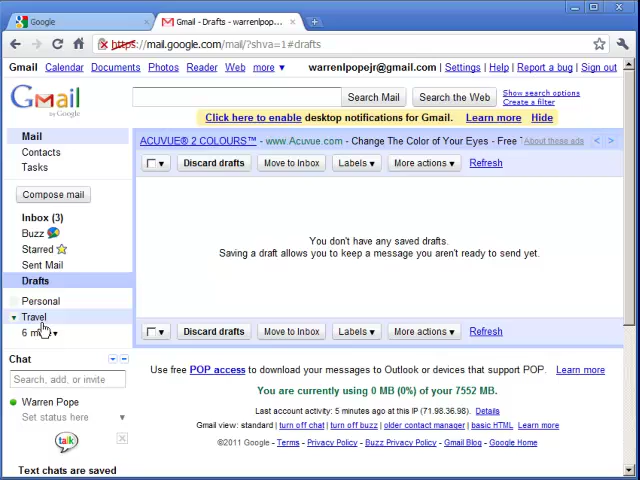 Google
Gmail - Drafts - warrenlpope...
https://mail.google.com/mail/?shva=1#drafts
Gmail Calendar Documents Photos Reader Web more ▼ warrenlpopejr@gmail.com | Settings | Help | Report a bug | Sign out
Gmail
by Google
Search Mail
Search the Web
Show search options
Create a filter
Click here to enable desktop notifications for Gmail. Learn more Hide
Mail
Contacts
Tasks
Compose mail
Inbox (3)
Buzz
Starred
Sent Mail
Drafts
Personal
Travel
6
Chat
Search, add, or invite
Warren Pope
Set status here
talk
Text chats are saved
ACUVUE® 2 COLOURS™ - www.Acuvue.com - Change The Color of Your Eyes - Free
About these ads < >
Discard drafts Move to Inbox Labels ▼ More actions ▼ Refresh
You don't have any saved drafts.
Saving a draft allows you to keep a message you aren't ready to send yet.
Discard drafts Move to Inbox Labels ▼ More actions ▼ Refresh
Use free POP access to download your messages to Outlook or devices that support POP. Learn more
You are currently using 0 MB (0%) of your 7552 MB.
Last account activity: 5 minutes ago at this IP (71.98.36.98). Details
Gmail view: standard | turn off chat | turn off buzz | older contact manager | basic HTML Learn more
©2011 Google - Terms - Privacy Policy - Buzz Privacy Policy - Gmail Blog - Google Home